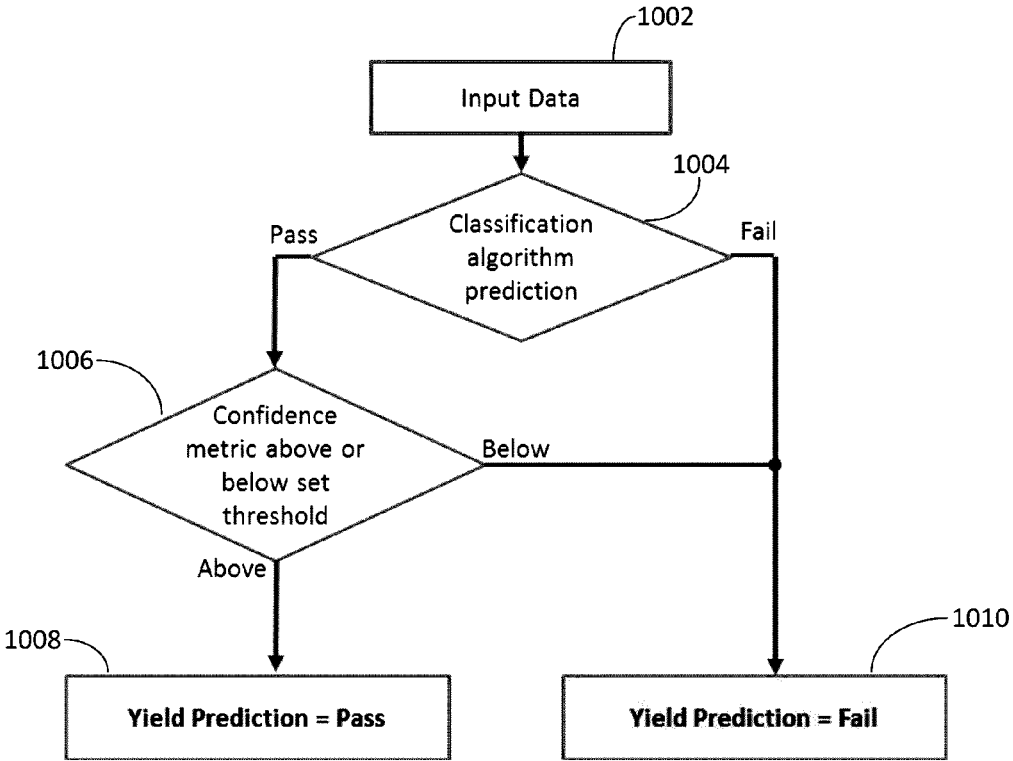 1002
Input Data
1004
Classification
algorithm
prediction
Pass
Fail
1006
Confidence
metric above or
below set
threshold
Below
Above
1008
Yield Prediction = Pass
1010
Yield Prediction = Fail